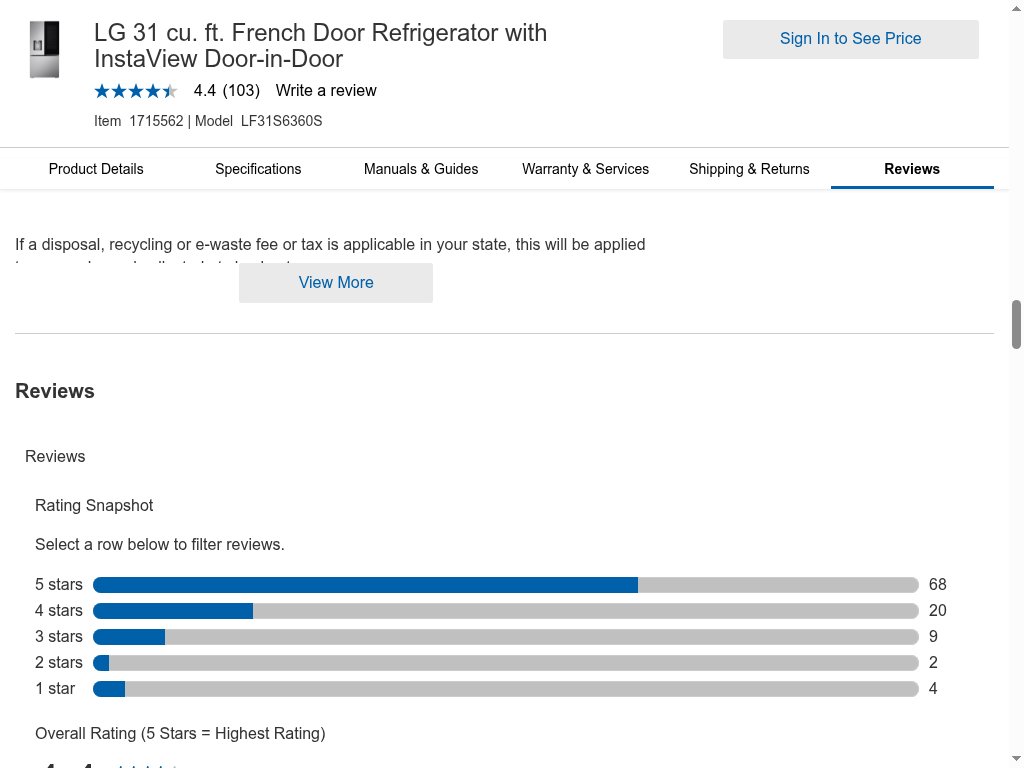 LG 31 cu. ft. French Door Refrigerator with
InstaView Door-in-Door
4.4 (103) Write a review
Item 1715562 | Model LF31S6360S
Sign In to See Price
Product Details Specifications Manuals & Guides Warranty & Services Shipping & Returns Reviews
If a disposal, recycling or e-waste fee or tax is applicable in your state, this will be applied
View More
Reviews
Reviews
Rating Snapshot
Select a row below to filter reviews.
5 stars 68
4 stars 20
3 stars 9
2 stars 2
1 star 4
Overall Rating (5 Stars = Highest Rating)